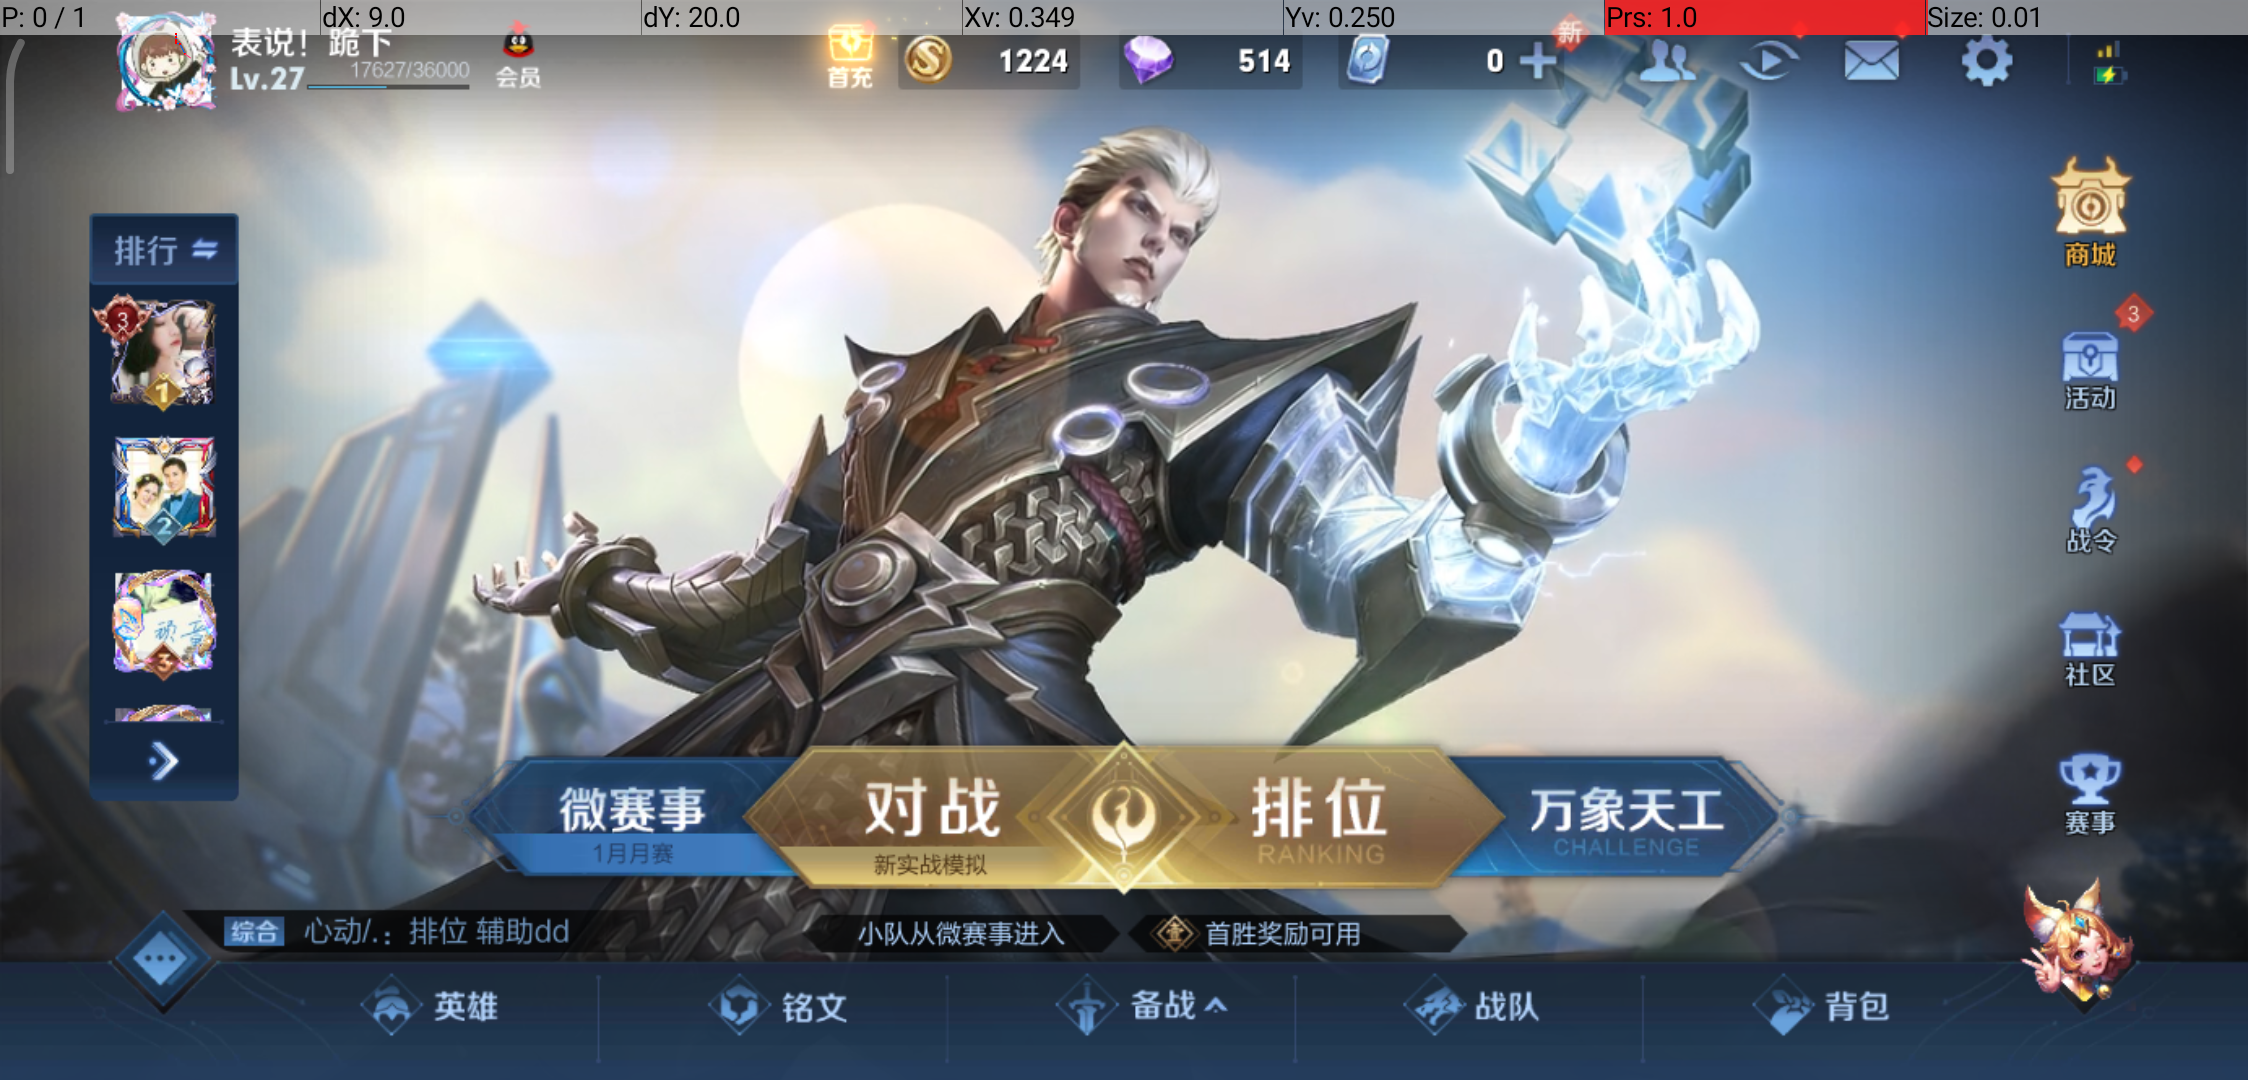 P: 0 / 1
dX: 9.0
dY: 20.0
Xv: 0.349
Yv: 0.250
Prs: 1.0
Size: 0.01
表说！跪下
Lv.27
17627/36000
会员
首充
1224
514
0
新
排行
3
1
2
3
商城
3
活动
战令
社区
赛事
微赛事
1月月赛
对战
新实战模拟
排位
RANKING
万象天工
CHALLENGE
综合 心动/.：排位 辅助dd
小队从微赛事进入
壹 首胜奖励可用
英雄
铭文
备战
战队
背包